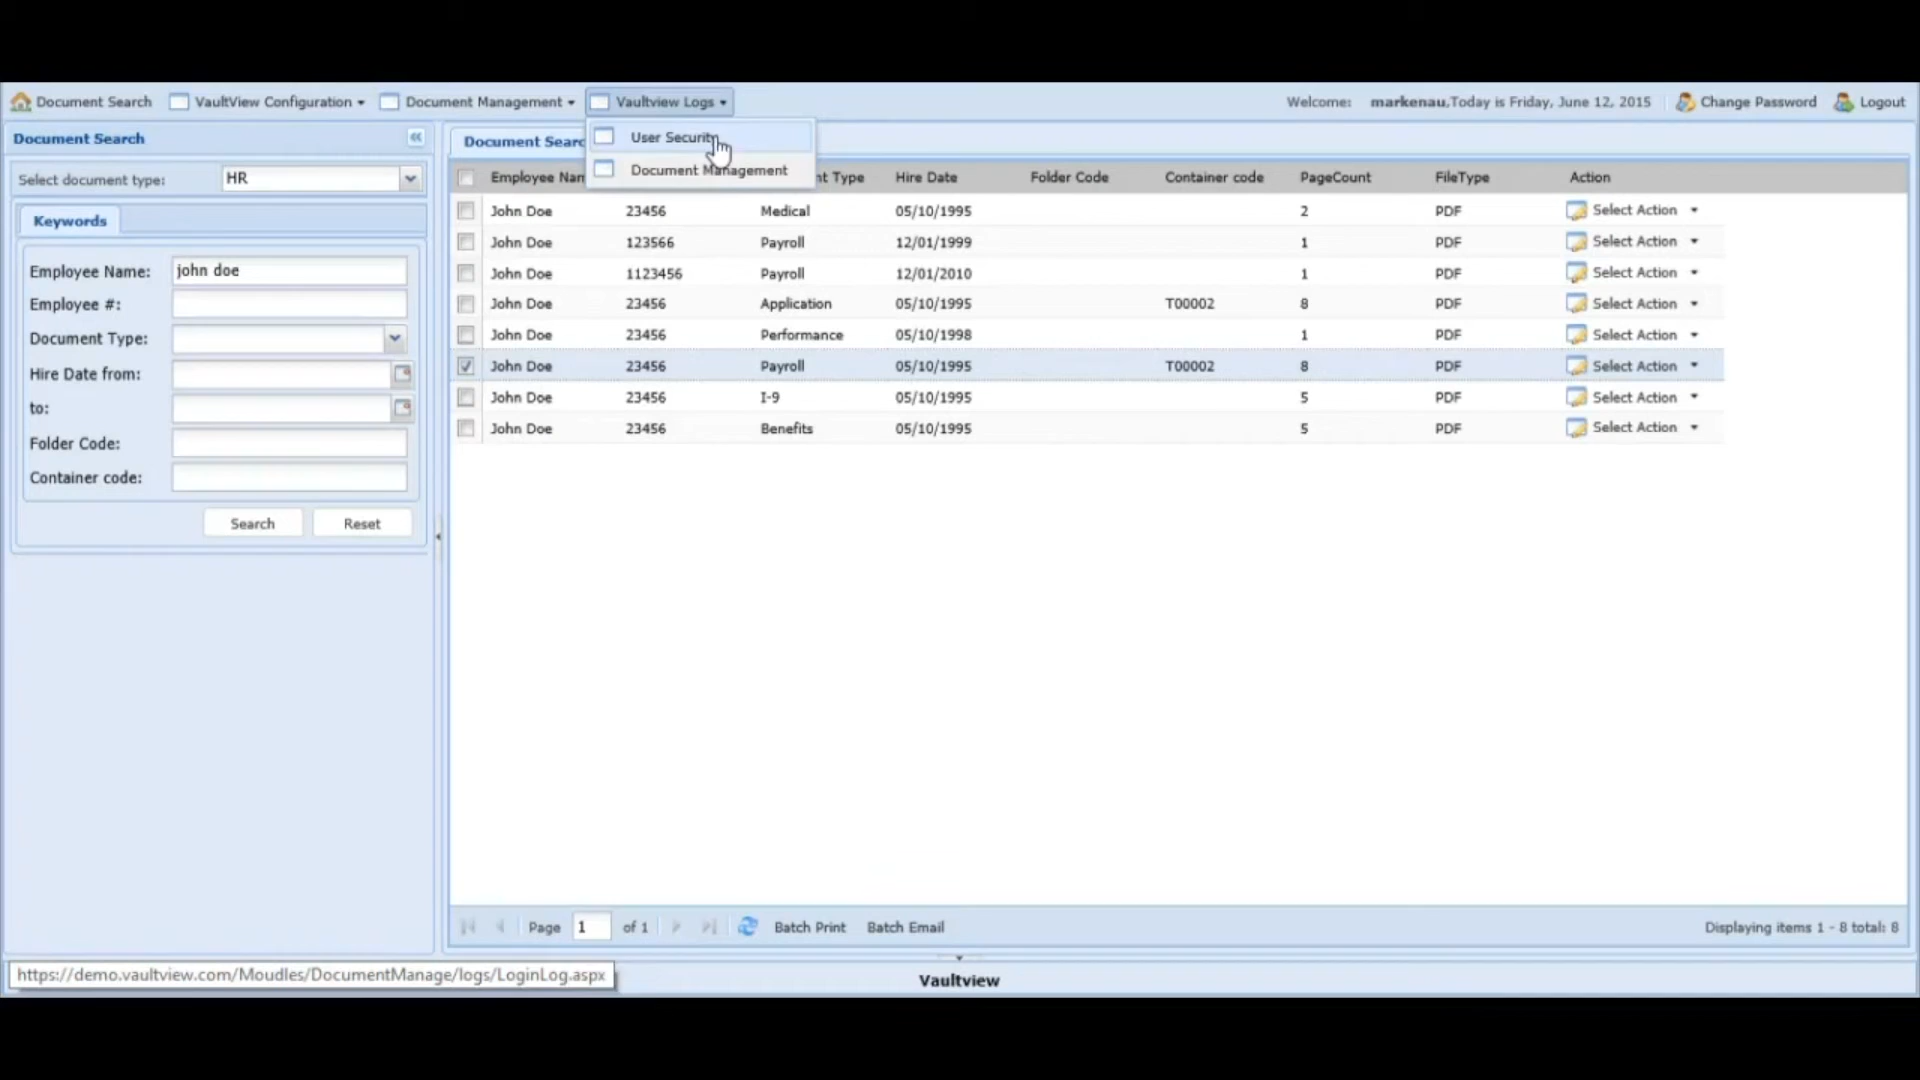 Document Search VaultView Configuration Document Management Vaultview Logs Welcome: markenau,Today is Friday, June 12, 2015 Change Password Logout
Document Search
Select document type: HR
Keywords
Employee Name: john doe
Employee #:
Document Type:
Hire Date from:
to:
Folder Code:
Container code:
Search Reset
User Security
Document Management
Document Searc
Employee Nan nt Type Hire Date Folder Code Container code PageCount FileType Action
John Doe 23456 Medical 05/10/1995 2 PDF Select Action
John Doe 123566 Payroll 12/01/1999 1 PDF Select Action
John Doe 1123456 Payroll 12/01/2010 1 PDF Select Action
John Doe 23456 Application 05/10/1995 T00002 8 PDF Select Action
John Doe 23456 Performance 05/10/1998 1 PDF Select Action
John Doe 23456 Payroll 05/10/1995 T00002 8 PDF Select Action
John Doe 23456 I-9 05/10/1995 5 PDF Select Action
John Doe 23456 Benefits 05/10/1995 5 PDF Select Action
Page 1 of 1 Batch Print Batch Email Displaying items 1 - 8 total: 8
https://demo.vaultview.com/Moudles/DocumentManage/logs/LoginLog.aspx
Vaultview